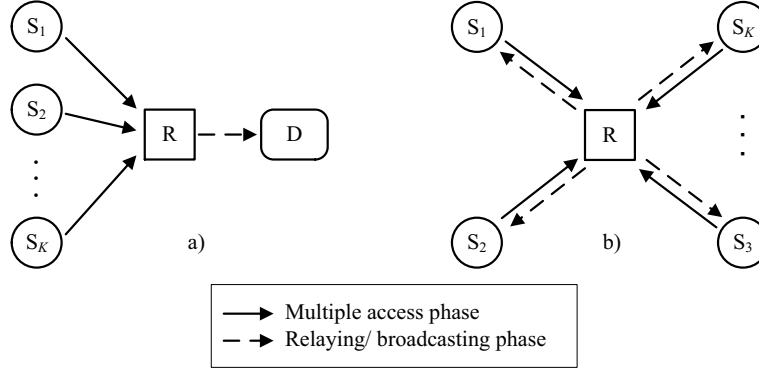 S1
S2
SK
R
D
a)
S1
SK
R
S2
S3
b)
Multiple access phase
Relaying/ broadcasting phase